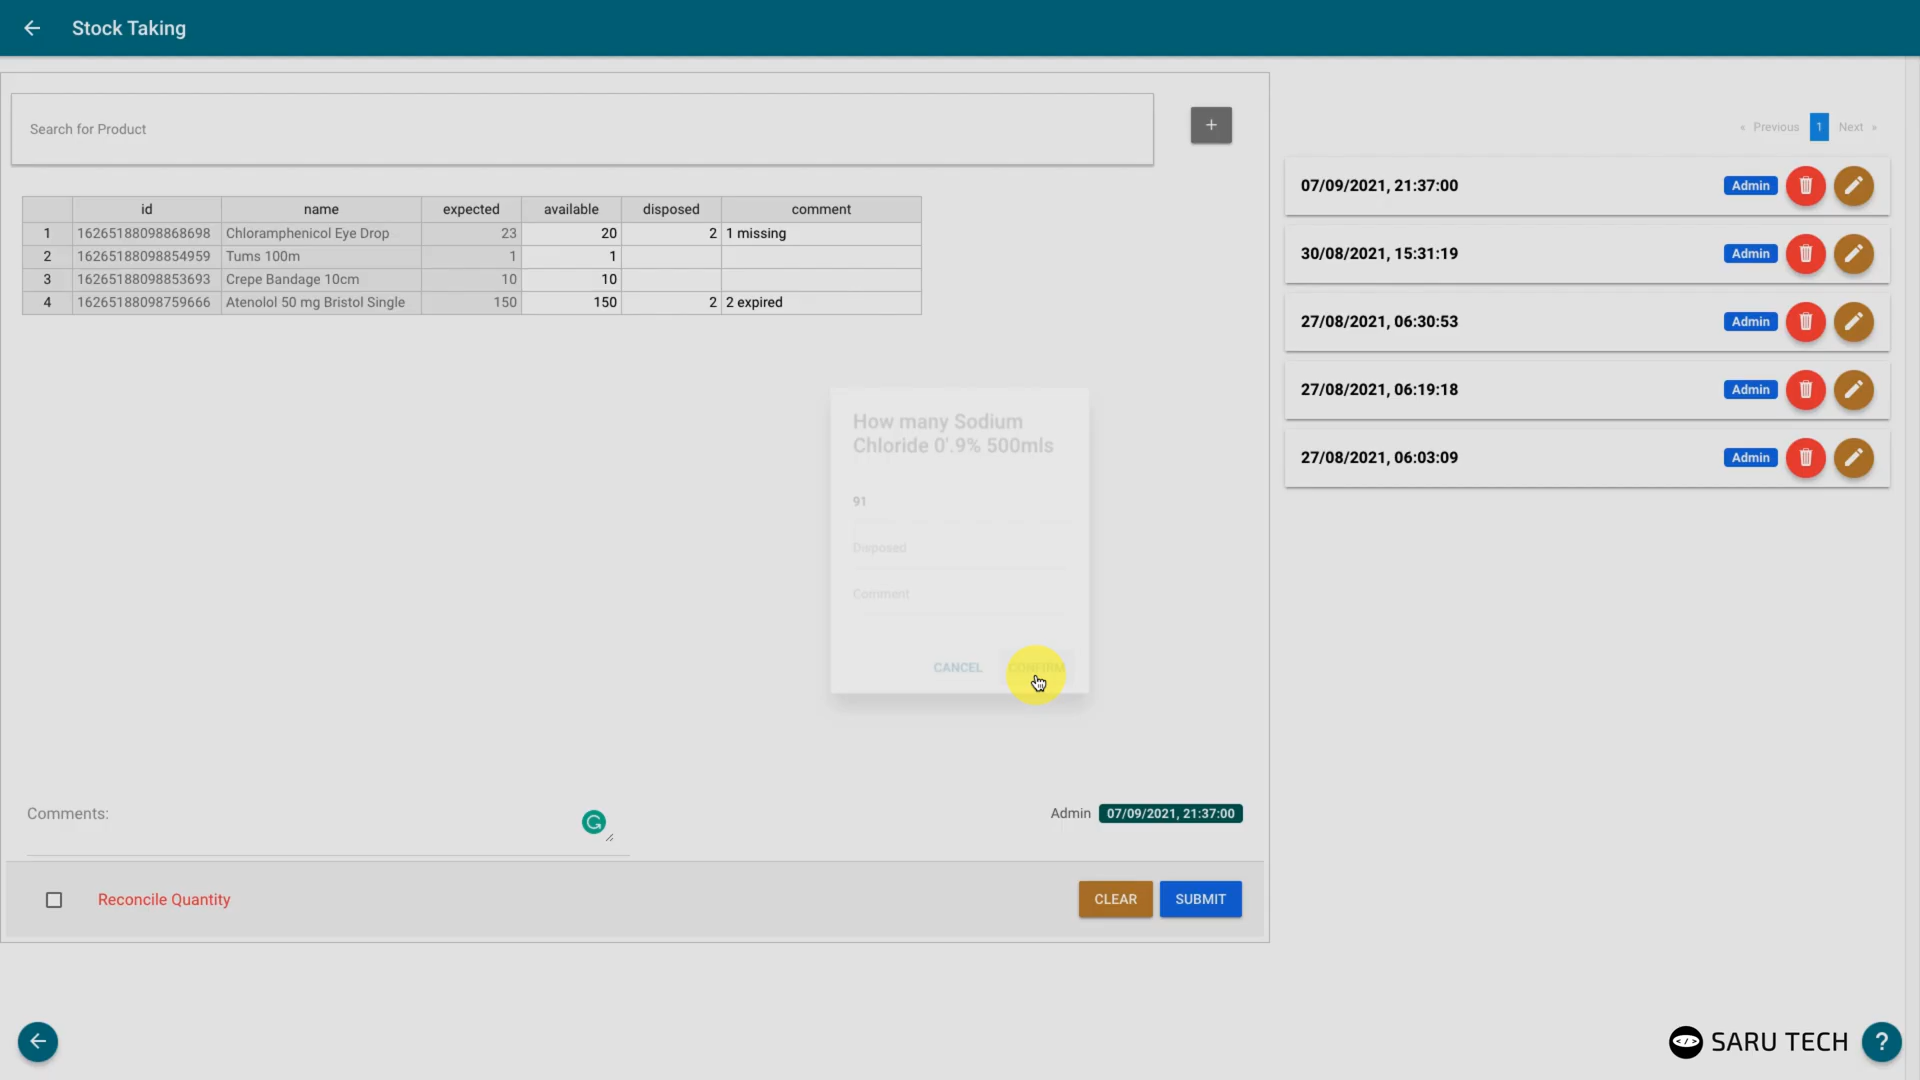 Stock Taking
Search for Product
+
« Previous 1 Next »
id name expected available disposed comment
1 16265188098868698 Chloramphenicol Eye Drop 23 20 2 1 missing
2 16265188098854959 Tums 100m 1 1
3 16265188098853693 Crepe Bandage 10cm 10 10
4 16265188098759666 Atenolol 50 mg Bristol Single 150 150 2 2 expired
07/09/2021, 21:37:00 Admin
30/08/2021, 15:31:19 Admin
27/08/2021, 06:30:53 Admin
27/08/2021, 06:19:18 Admin
27/08/2021, 06:03:09 Admin
How many Sodium
Chloride 0'.9% 500mls
91
Disposed
Comment
CANCEL CONFIRM
Comments:
Admin 07/09/2021, 21:37:00
Reconcile Quantity
CLEAR SUBMIT
</> SARU TECH ?